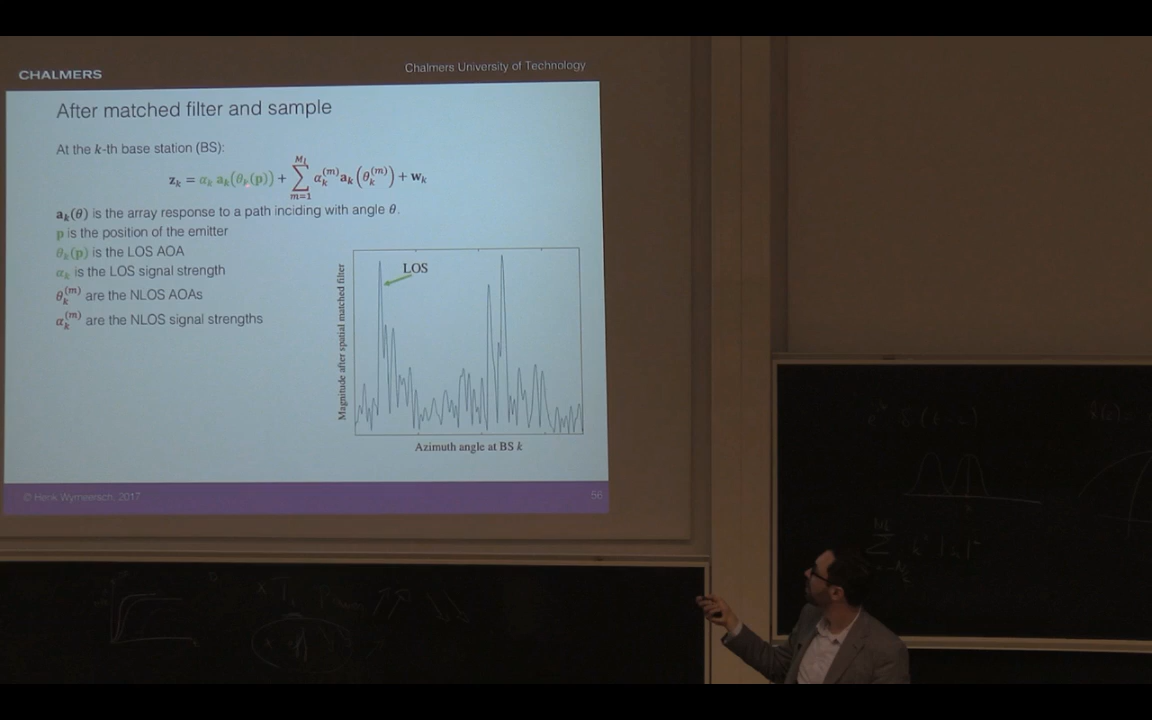 CHALMERS
Chalmers University of Technology
After matched filter and sample
At the k-th base station (BS):
z_k = α_k a_k(θ_k(p)) + ∑_{m=1}^{M_k} α_k^{(m)} a_k(θ_k^{(m)}) + w_k
a_k(θ) is the array response to a path inciding with angle θ.
p is the position of the emitter
θ_k(p) is the LOS AOA
α_k is the LOS signal strength
θ_k^{(m)} are the NLOS AOAs
α_k^{(m)} are the NLOS signal strengths
LOS
Magnitude after spatial matched filter
Azimuth angle at BS k
© Henk Wymeersch, 2017
56